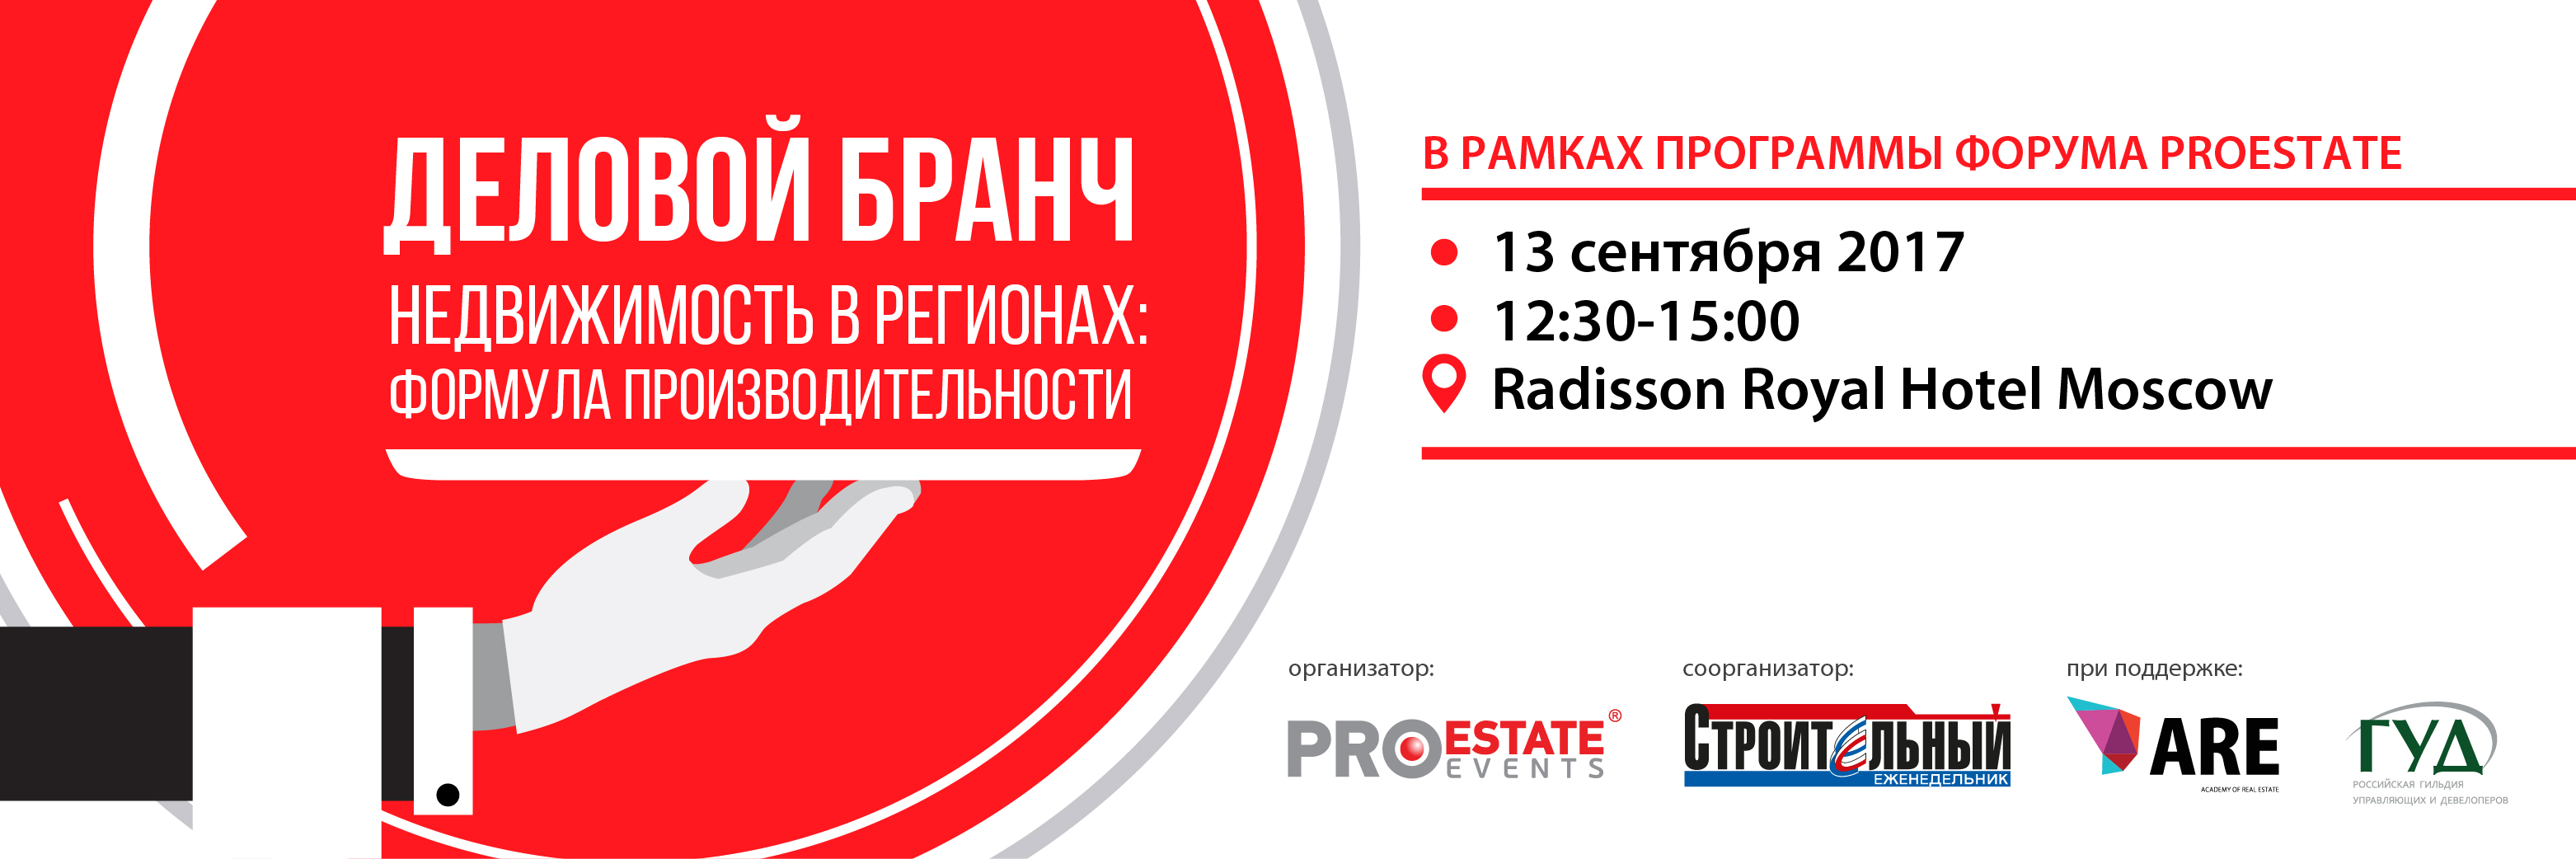 ДЕЛОВОЙ БРАНЧ
НЕДВИЖИМОСТЬ В РЕГИОНАХ:
ФОРМУЛА ПРОИЗВОДИТЕЛЬНОСТИ
В РАМКАХ ПРОГРАММЫ ФОРУМА PROESTATE
13 сентября 2017
12:30-15:00
Radisson Royal Hotel Moscow
организатор:
PROESTATE®
EVENTS
соорганизатор:
СТРОИТЕЛЬНЫЙ
ЕЖЕНЕДЕЛЬНИК
при поддержке:
ARE
ACADEMY OF REAL ESTATE
ГУД
РОССИЙСКАЯ ГИЛЬДИЯ
УПРАВЛЯЮЩИХ И ДЕВЕЛОПЕРОВ